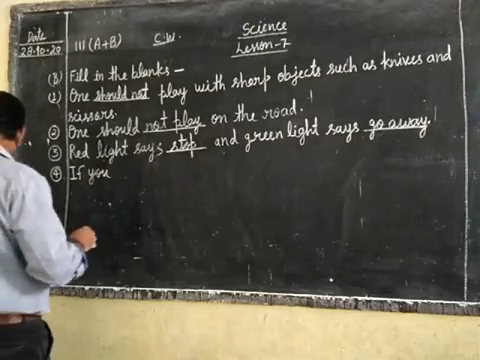 Date
28.10.20
III (A+B)
C.W.
Science
Lesson-7
(B) Fill in the blanks —
(1) One should not play with sharp objects such as knives and
scissors.
(2) One should not play on the road.
(3) Red light says stop and green light says go away.
(4) If you